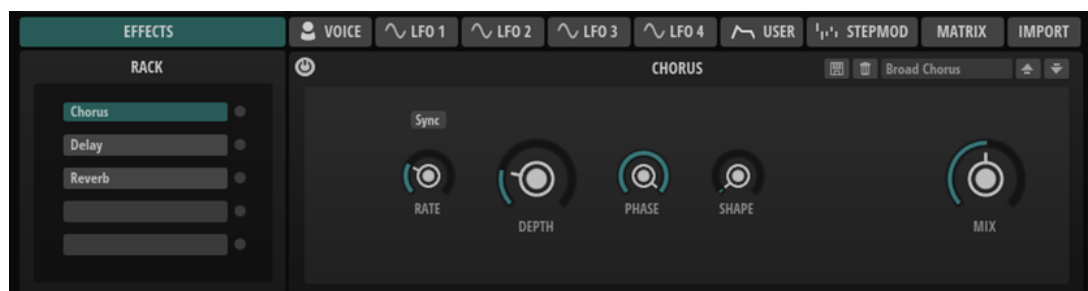 EFFECTS VOICE LFO 1 LFO 2 LFO 3 LFO 4 USER STEPMOD MATRIX IMPORT
RACK CHORUS Broad Chorus
Chorus
Sync
Delay
Reverb
RATE PHASE SHAPE
DEPTH MIX